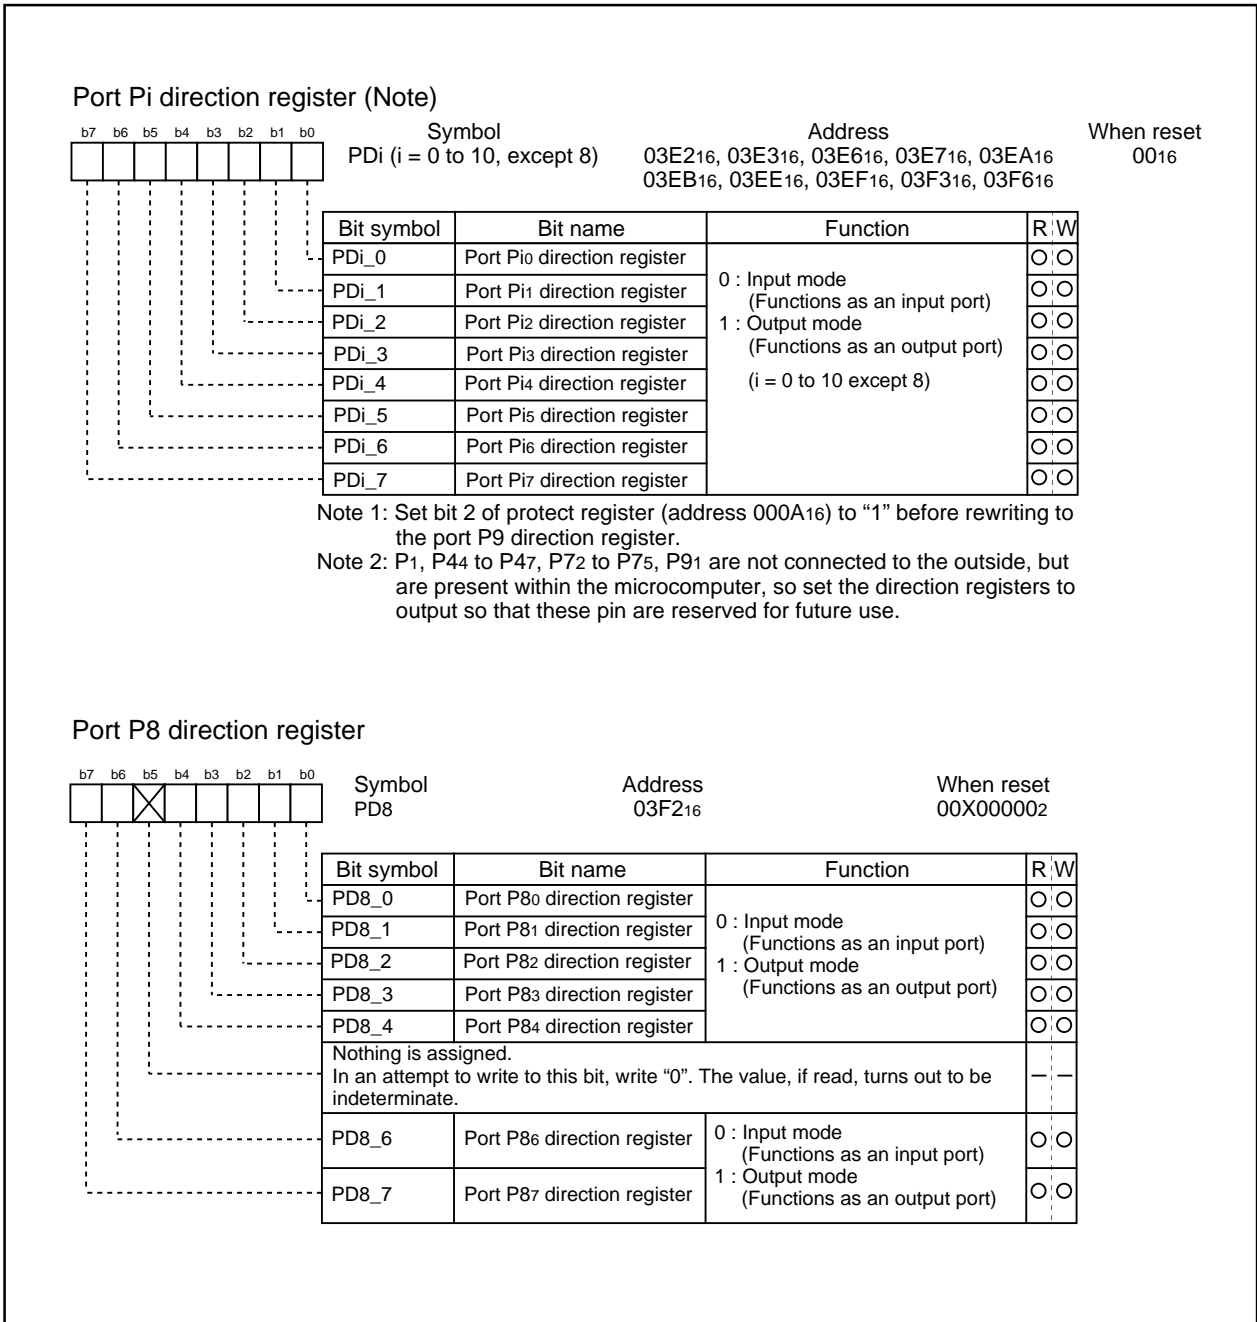 Port Pi direction register (Note)
b7 b6 b5 b4 b3 b2 b1 b0
Symbol Address When reset
PDi (i = 0 to 10, except 8) 03E216, 03E316, 03E616, 03E716, 03EA16 0016
03EB16, 03EE16, 03EF16, 03F316, 03F616
Bit symbol Bit name Function R W
PDi_0 Port Pi0 direction register
PDi_1 Port Pi1 direction register
PDi_2 Port Pi2 direction register
PDi_3 Port Pi3 direction register
PDi_4 Port Pi4 direction register
PDi_5 Port Pi5 direction register
PDi_6 Port Pi6 direction register
PDi_7 Port Pi7 direction register
0 : Input mode
(Functions as an input port)
1 : Output mode
(Functions as an output port)
(i = 0 to 10 except 8)
Note 1: Set bit 2 of protect register (address 000A16) to “1” before rewriting to
the port P9 direction register.
Note 2: P1, P44 to P47, P72 to P75, P91 are not connected to the outside, but
are present within the microcomputer, so set the direction registers to
output so that these pin are reserved for future use.
Port P8 direction register
b7 b6 b5 b4 b3 b2 b1 b0
Symbol Address When reset
PD8 03F216 00X000002
Bit symbol Bit name Function R W
PD8_0 Port P80 direction register
PD8_1 Port P81 direction register
PD8_2 Port P82 direction register
PD8_3 Port P83 direction register
PD8_4 Port P84 direction register
0 : Input mode
(Functions as an input port)
1 : Output mode
(Functions as an output port)
Nothing is assigned.
In an attempt to write to this bit, write “0”. The value, if read, turns out to be
indeterminate.
PD8_6 Port P86 direction register
PD8_7 Port P87 direction register
0 : Input mode
(Functions as an input port)
1 : Output mode
(Functions as an output port)